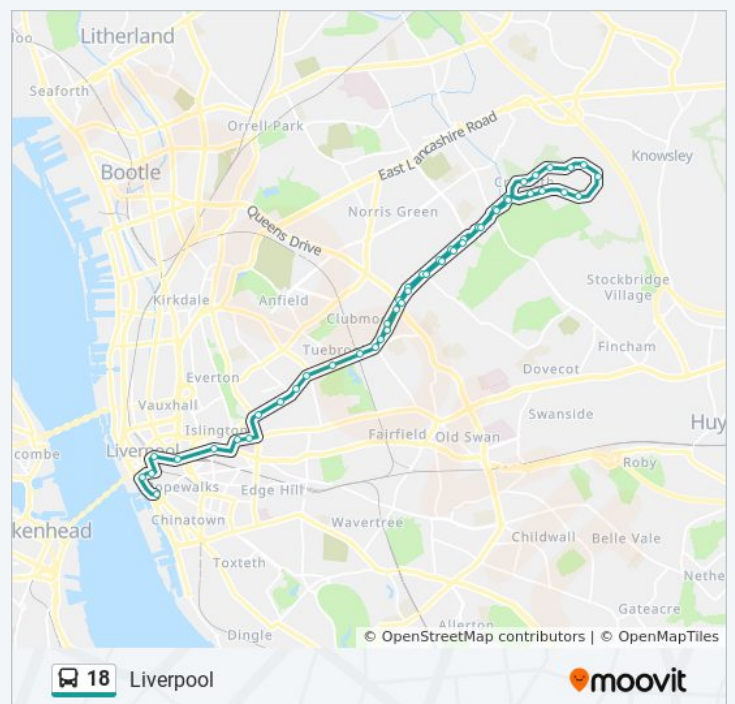 Litherland
Seaforth
Orrell Park
East Lancashire Road
Bootle
Knowsley
Norris Green
Queens Drive
Stockbridge
Village
Kirkdale
Anfield
Clubmo
Tuebro
Fincham
Dovecot
Everton
Vauxhall
Swanside
Islington
Fairfield
Old Swan
Huy
Liverpool
combe
Roby
opewalks
Edge Hill
kenhead
Chinatown
Wavertree
Childwall
Belle Vale
Toxteth
Nethe
Gateacre
Allerton
Dingle
© OpenStreetMap contributors | © OpenMapTiles
18 Liverpool
moovit